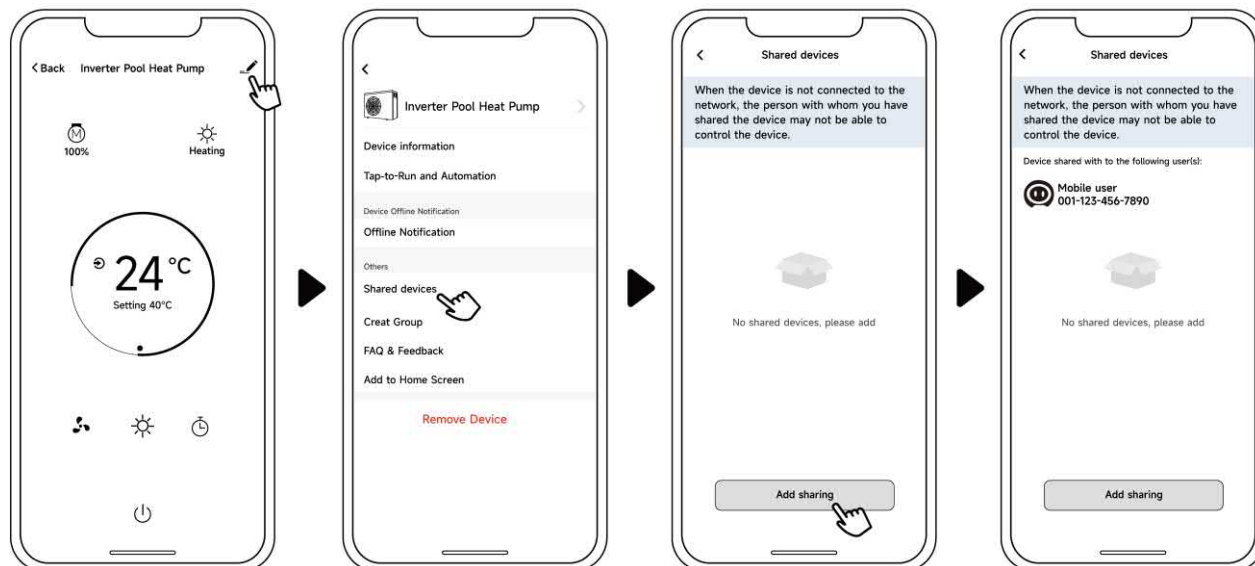 < Back Inverter Pool Heat Pump
M
100%
Heating
24 °C
Setting 40°C
Inverter Pool Heat Pump
Device information
Tap-to-Run and Automation
Device Offline Notification
Offline Notification
Others
Shared devices
Creat Group
FAQ & Feedback
Add to Home Screen
Remove Device
Shared devices
When the device is not connected to the
network, the person with whom you have
shared the device may not be able to
control the device.
No shared devices, please add
Add sharing
Shared devices
When the device is not connected to the
network, the person with whom you have
shared the device may not be able to
control the device.
Device shared with to the following user(s):
Mobile user
001-123-456-7890
No shared devices, please add
Add sharing